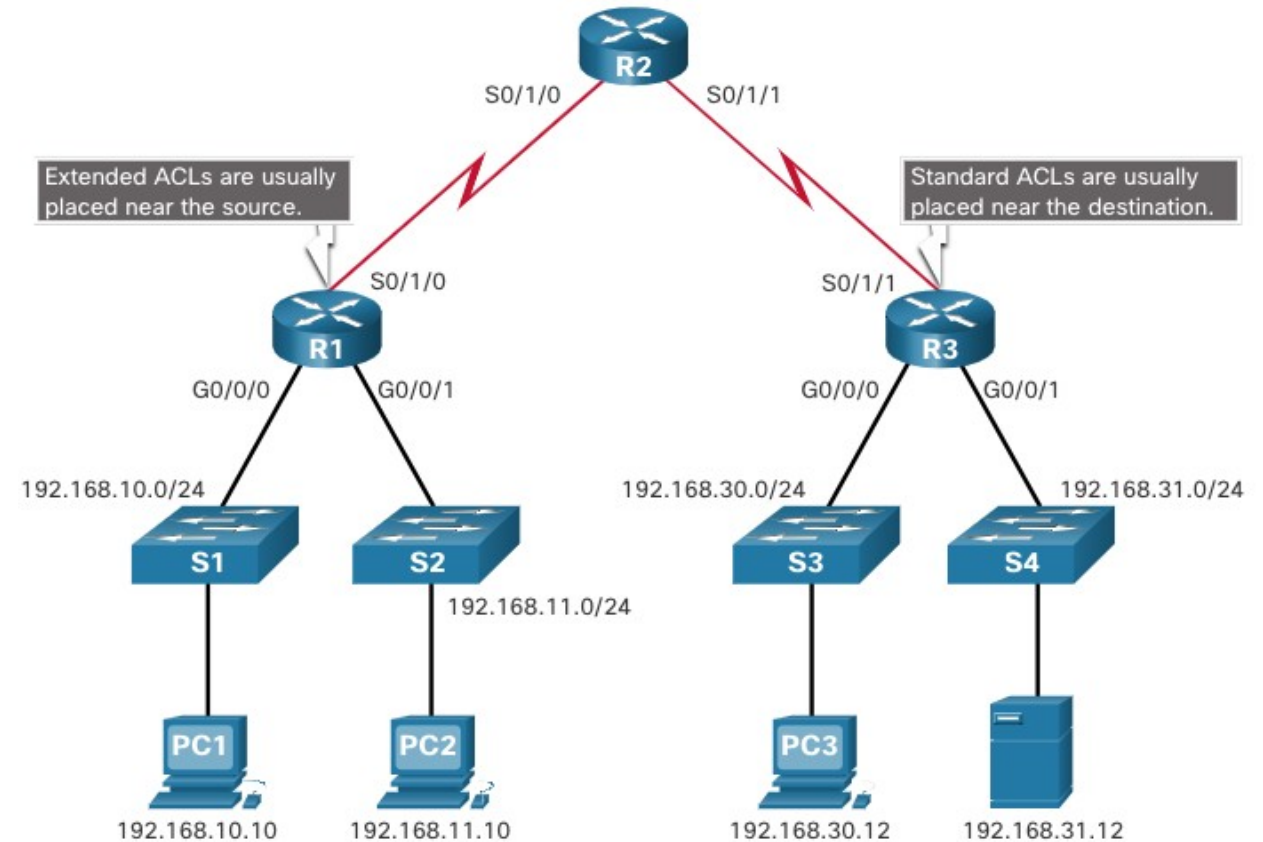 R2
S0/1/0
S0/1/1
Extended ACLs are usually
placed near the source.
Standard ACLs are usually
placed near the destination.
S0/1/0
S0/1/1
R1
R3
G0/0/0
G0/0/1
G0/0/0
G0/0/1
192.168.10.0/24
192.168.30.0/24
192.168.31.0/24
S1
S2
S3
S4
192.168.11.0/24
PC1
PC2
PC3
192.168.10.10
192.168.11.10
192.168.30.12
192.168.31.12